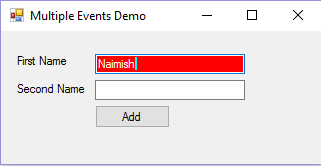 Multiple Events Demo
First Name Naimish
Second Name
Add